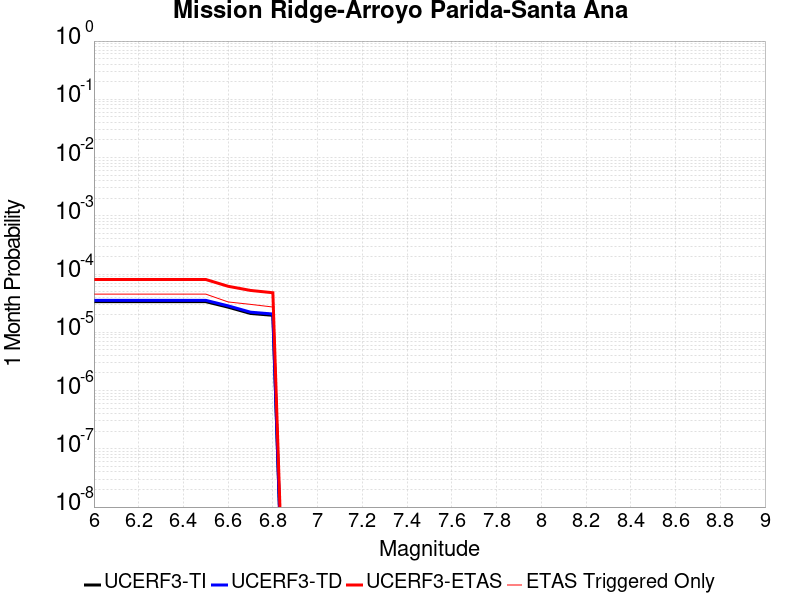 Mission Ridge-Arroyo Parida-Santa Ana
1 Month Probability
10^0
10^-1
10^-2
10^-3
10^-4
10^-5
10^-6
10^-7
10^-8
6 6.2 6.4 6.6 6.8 7 7.2 7.4 7.6 7.8 8 8.2 8.4 8.6 8.8 9
Magnitude
UCERF3-TI UCERF3-TD UCERF3-ETAS ETAS Triggered Only